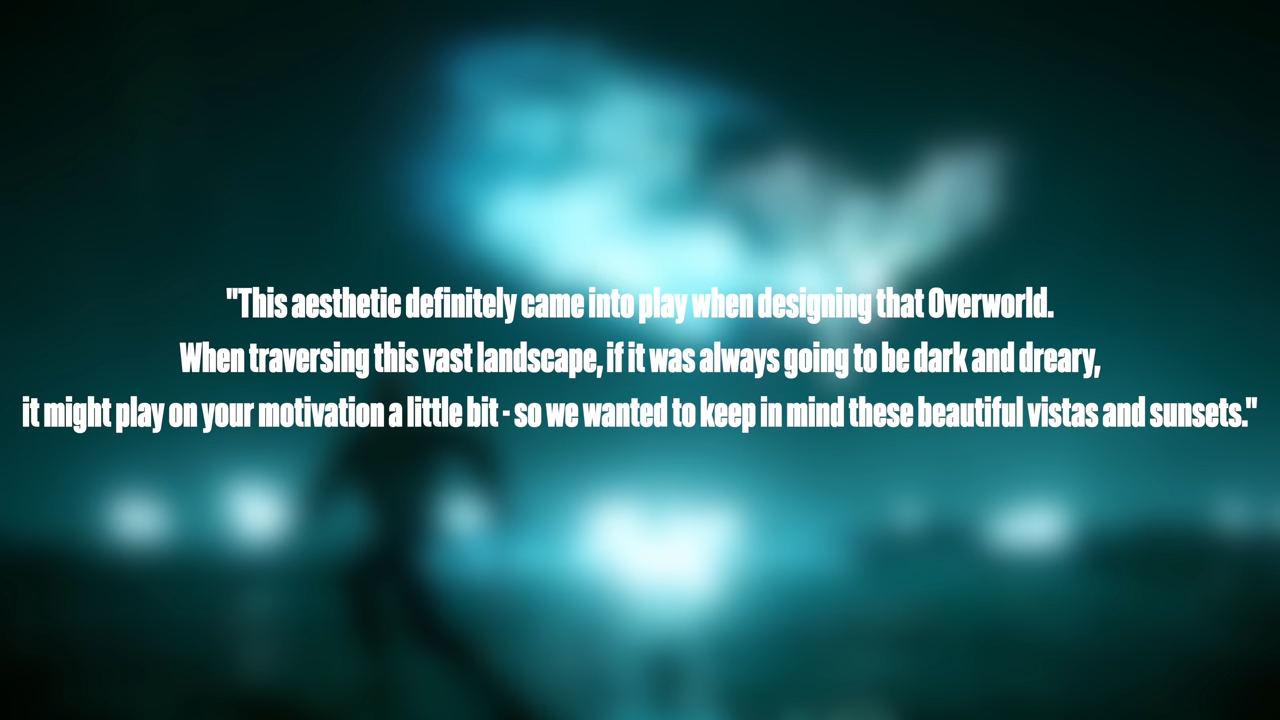 "This aesthetic definitely came into play when designing that Overworld.
When traversing this vast landscape, if it was always going to be dark and dreary,
it might play on your motivation a little bit - so we wanted to keep in mind these beautiful vistas and sunsets."